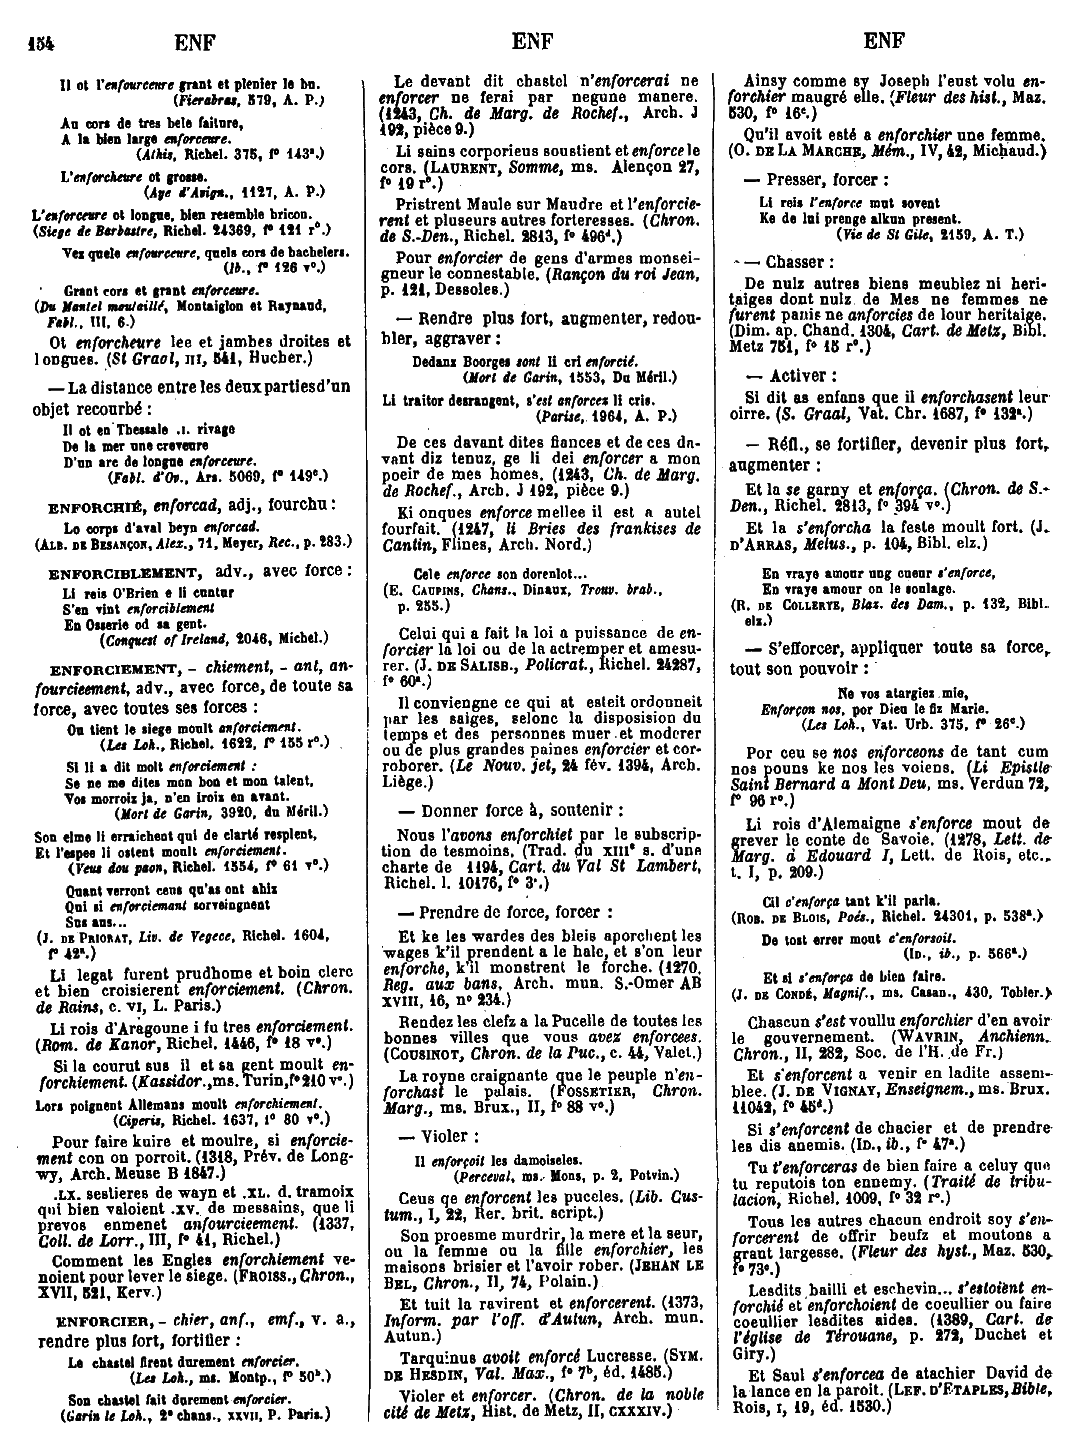 154 ENF ENF ENF
Il ot l'enfourceure grant et plenier le bu.
(Fierabras, 579, A. P.)
Au cors de tres bele faiture,
A la bien large enforceure.
(Athis, Richel. 375, f° 143ᵃ.)
L'enforcheure ot grosse.
(Aye d'Avign., 1127, A. P.)
L'enforceure ot longue, bien resemble bricon.
(Siege de Barbastre, Richel. 24369, f° 121 r°.)
Vez quele enfourceure, quels cors de bachelers.
(Ib., f° 126 v°.)
Grant cors et grant enforceure.
(Du Mantel mautaillé, Montaiglon et Raynaud,
Fabl., III, 6.)
Ot enforcheure lee et jambes droites et
longues. (St Graal, III, 541, Hucher.)
— La distance entre les deux parties d'un
objet recourbé :
Il ot en Thessale .I. rivage
De la mer une creveure
D'un arc de longue enforceure.
(Fabl. d'Ov., Ars. 5069, f° 149ᶜ.)
ENFORCHIÉ, enforcad, adj., fourchu :
Lo corps d'aval beyn enforcad.
(ALB. DE BESANÇON, Alex., 71, Meyer, Rec., p. 283.)
ENFORCIBLEMENT, adv., avec force :
Li reis O'Brien e li cuntur
S'en vint enforciblement
En Osserie od sa gent.
(Conquest of Ireland, 2046, Michel.)
ENFORCIEMENT, - chiement, - ant, an-
fourcieement, adv., avec force, de toute sa
force, avec toutes ses forces :
On tient le siege moult anforciement.
(Les Loh., Richel. 1622, f° 155 r°.)
Si li a dit molt enforciement :
Se ne me dites mon bon et mon talent,
Vos morroiz ja, n'en iroiz en avant.
(Mort de Garin, 3920, du Méril.)
Son elme li erraichent qui de clarté resplent,
Et l'espee li ostent moult enforciement.
(Veus dou paon, Richel. 1554, f° 61 v°.)
Quant verront ceus qu'as ont ahiz
Qui si enforciemant sorveingnent
Sus aus...
(J. DE PRIORAT, Liv. de Vegece, Richel. 1604,
f° 42ᵃ.)
Li legat furent prudhome et boin clerc
et bien croisierent enforciement. (Chron.
de Rains, c. VI, L. Paris.)
Li rois d'Aragoune i fu tres enforciement.
(Rom. de Kanor, Richel. 1446, f° 18 v°.)
Si la courut sus il et sa gent moult en-
forchiement. (Kassidor., ms. Turin, f° 210 v°.)
Lors poignent Allemans moult enforchiement.
(Ciperis, Richel. 1637, f° 80 v°.)
Pour faire kuire et moulre, si enforcie-
ment con on porroit. (1318, Prév. de Long-
wy, Arch. Meuse B 1847.)
.LX. sestieres de wayn et .XL. d. tramoix
qui bien valoient .XV. de messains, que li
prevos enmenet anfourcieement. (1337,
Coll. de Lorr., III, f° 41, Richel.)
Comment les Engles enforchiement ve-
noient pour lever le siege. (FROISS., Chron.,
XVII, 521, Kerv.)
ENFORCIER, - chier, anf., emf., v. a.,
rendre plus fort, fortifier :
Le chastel firent durement enforcier.
(Les Loh., ms. Montp., f° 50ᵇ.)
Son chastel fait durement enforcier.
(Garin le Loh., 2ᵉ chans., XXVII, P. Paris.)
Le devant dit chastel n'enforcerai ne
enforcer ne ferai par negune manere.
(1243, Ch. de Marg. de Rochef., Arch. J
192, pièce 9.)
Li sains corporieus soustient et enforce le
cors. (LAURENT, Somme, ms. Alençon 27,
f° 19 r°.)
Pristrent Maule sur Maudre et l'enforcie-
rent et pluseurs autres forteresses. (Chron.
de S.-Den., Richel. 2813, f° 496ᵈ.)
Pour enforcier de gens d'armes monsei-
gneur le connestable. (Rançon du roi Jean,
p. 121, Dessoles.)
— Rendre plus fort, augmenter, redou-
bler, aggraver :
Dedanz Boorges sont li cri enforcié.
(Mort de Garin, 1553, Du Méril.)
Li traitor desrangent, s'est anforcez li cris.
(Parise, 1964, A. P.)
De ces davant dites fiances et de ces da-
vant diz tenuz, ge li dei enforcer a mon
poeir de mes homes. (1243, Ch. de Marg.
de Rochef., Arch. J 192, pièce 9.)
Ki onques enforce mellee il est a autel
fourfait. (1247, li Bries des frankises de
Cantin, Flines, Arch. Nord.)
Cele enforce son dorenlot...
(E. CAUPINS, Chans., Dinaux, Trouv. brab.,
p. 255.)
Celui qui a fait la loi a puissance de en-
forcier la loi ou de la actremper et amesu-
rer. (J. DE SALISB., Policrat., Richel. 24287,
f° 60ᵃ.)
Il conviengne ce qui at esteit ordonneit
par les saiges, selonc la disposision du
temps et des personnes muer et moderer
ou de plus grandes paines enforcier et cor-
roborer. (Le Nouv. jet, 24 fév. 1394, Arch.
Liège.)
— Donner force à, soutenir :
Nous l'avons enforchiet par le subscrip-
tion de tesmoins. (Trad. du XIIIᵉ s. d'une
charte de 1194, Cart. du Val St Lambert,
Richel. l. 10176, f° 3ᶜ.)
— Prendre de force, forcer :
Et ke les wardes des bleis aporchent les
wages k'il prendent a le hale, et s'on leur
enforche, k'il monstrent le forche. (1270,
Reg. aux bans, Arch. mun. S.-Omer AB
XVIII, 16, n° 234.)
Rendez les clefz a la Pucelle de toutes les
bonnes villes que vous avez enforcees.
(COUSINOT, Chron. de la Puc., c. 44, Valet.)
La royne craignante que le peuple n'en-
forchast le palais. (FOSSETIER, Chron.
Marg., ms. Brux., II, f° 88 v°.)
— Violer :
Il enforçoit les damoiseles.
(Perceval, ms. Mons, p. 2, Potvin.)
Ceus qe enforcent les puceles. (Lib. Cus-
tum., I, 22, Rer. brit. script.)
Son proesme murdrir, la mere et la seur,
ou la femme ou la fille enforchier, les
maisons brisier et l'avoir rober. (JEHAN LE
BEL, Chron., II, 74, Polain.)
Et tuit la ravirent et enforcerent. (1373,
Inform. par l'off. d'Autun, Arch. mun.
Autun.)
Tarquinus avoit enforcé Lucresse. (SYM.
DE HESDIN, Val. Max., f° 7ᵇ, éd. 1485.)
Violer et enforcer. (Chron. de la noble
cité de Metz, Hist. de Metz, II, CXXXIV.)
Ainsy comme sy Joseph l'eust volu en-
forchier maugré elle. (Fleur des hist., Maz.
530, f° 16ᶜ.)
Qu'il avoit esté a enforchier une femme.
(O. DE LA MARCHE, Mém., IV, 42, Michaud.)
— Presser, forcer :
Li reis l'enforce mut sovent
Ke de lui prenge alkun present.
(Vie de St Gile, 2159, A. T.)
— Chasser :
De nulz autres biens meublez ni heri-
taiges dont nulz de Mes ne femmes ne
furent panis ne anforcies de lour heritaige.
(Dim. ap. Chand. 1304, Cart. de Metz, Bibl.
Metz 751, f° 15 r°.)
— Activer :
Si dit as enfans que il enforchasent leur
oirre. (S. Graal, Vat. Chr. 1687, f° 132ᵃ.)
— Réfl., se fortifier, devenir plus fort,
augmenter :
Et la se garny et enforça. (Chron. de S.-
Den., Richel. 2813, f° 394 v°.)
Et la s'enforcha la feste moult fort. (J.
D'ARRAS, Melus., p. 104, Bibl. elz.)
En vraye amour ung cueur s'enforce,
En vraye amour on le soulage.
(R. DE COLLERYE, Blaz. des Dam., p. 132, Bibl.
elz.)
— S'efforcer, appliquer toute sa force,
tout son pouvoir :
Ne vos atargiez mie,
Enforçon nos, por Dieu le fiz Marie.
(Les Loh., Vat. Urb. 375, f° 26ᶜ.)
Por ceu se nos enforceons de tant cum
nos pouns ke nos les voiens. (Li Epistle
Saint Bernard a Mont Deu, ms. Verdun 72,
f° 96 r°.)
Li rois d'Alemaigne s'enforce mout de
grever le conte de Savoie. (1278, Lett. de
Marg. à Edouard I, Lett. de Rois, etc.,
t. I, p. 209.)
Cil c'enforça tant k'il parla.
(ROB. DE BLOIS, Poés., Richel. 24301, p. 538ᵃ.)
De tost errer mout c'enforsoit.
(ID., ib., p. 566ᵃ.)
Et si s'enforça de bien faire.
(J. DE CONDÉ, Magnif., ms. Casan., 430, Tobler.)
Chascun s'est voullu enforchier d'en avoir
le gouvernement. (WAVRIN, Anchienn.
Chron., II, 282, Soc. de l'H. de Fr.)
Et s'enforcent a venir en ladite assem-
blee. (J. DE VIGNAY, Enseignem., ms. Brux.
11042, f° 45ᵈ.)
Si s'enforcent de chacier et de prendre
les dis anemis. (ID., ib., f° 47ᵃ.)
Tu t'enforceras de bien faire a celuy que
tu reputois ton ennemy. (Traité de tribu-
lacion, Richel. 1009, f° 32 r°.)
Tous les autres chacun endroit soy s'en-
forcerent de offrir beufz et moutons a
grant largesse. (Fleur des hyst., Maz. 530,
f° 73ᵃ.)
Lesdits bailli et eschevin... s'estoient en-
forchié et enforchoient de coeullier ou faire
coeullier lesdites aides. (1389, Cart. de
l'église de Térouane, p. 272, Duchet et
Giry.)
Et Saul s'enforcea de atachier David de
la lance en la paroit. (LEF. D'ETAPLES, Bible,
Rois, I, 19, éd. 1530.)